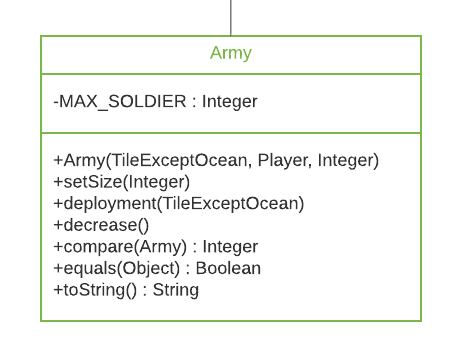 Army
-MAX_SOLDIER : Integer
+Army(TileExceptOcean, Player, Integer)
+setSize(Integer)
+deployment(TileExceptOcean)
+decrease()
+compare(Army) : Integer
+equals(Object) : Boolean
+toString() : String